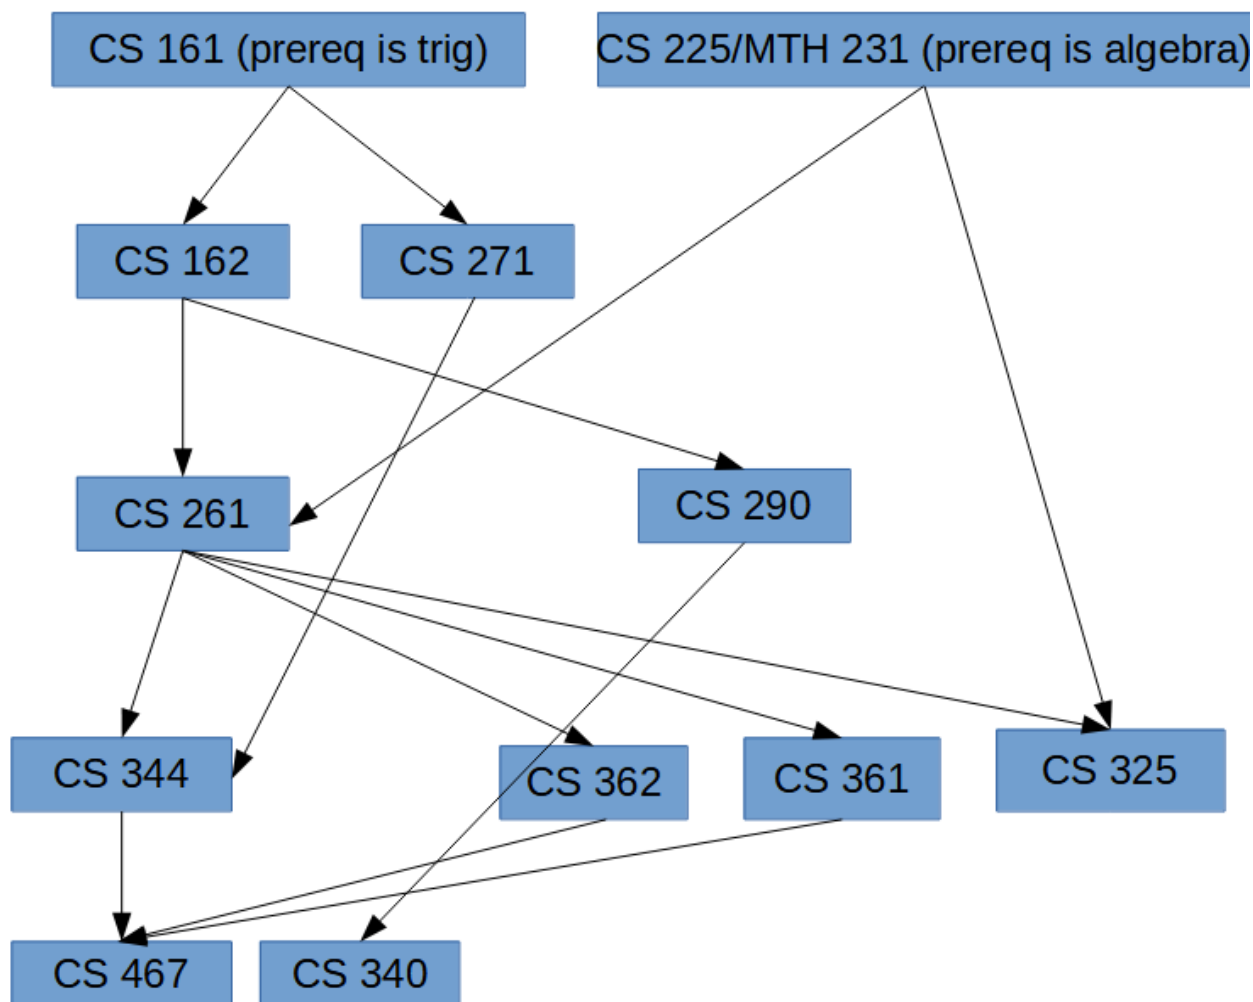 CS 161 (prereq is trig)
CS 225/MTH 231 (prereq is algebra)
CS 162
CS 271
CS 261
CS 290
CS 344
CS 362
CS 361
CS 325
CS 467
CS 340